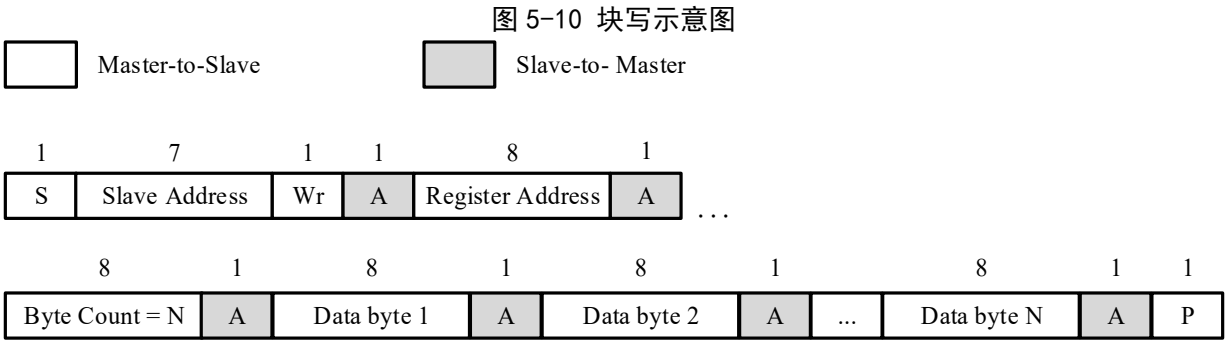 图 5-10 块写示意图
Master-to-Slave Slave-to- Master
1 7 1 1 8 1
S Slave Address Wr A Register Address A ...
8 1 8 1 8 1 8 1 1
Byte Count = N A Data byte 1 A Data byte 2 A ... Data byte N A P